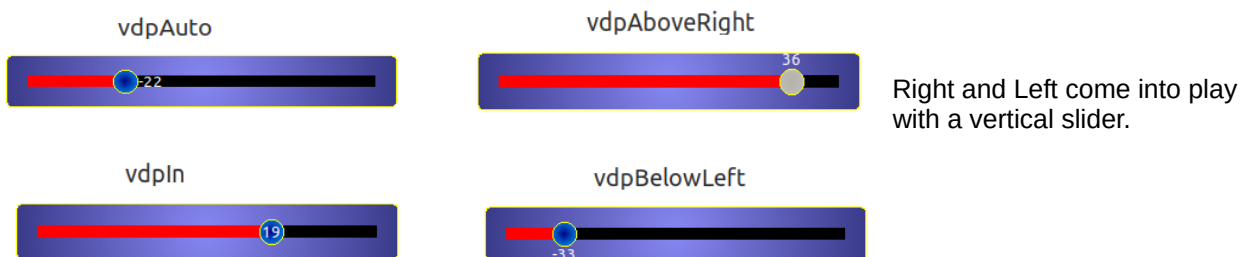 vdpAuto
-22
vdpAboveRight
36
Right and Left come into play
with a vertical slider.
vdpIn
19
vdpBelowLeft
-33